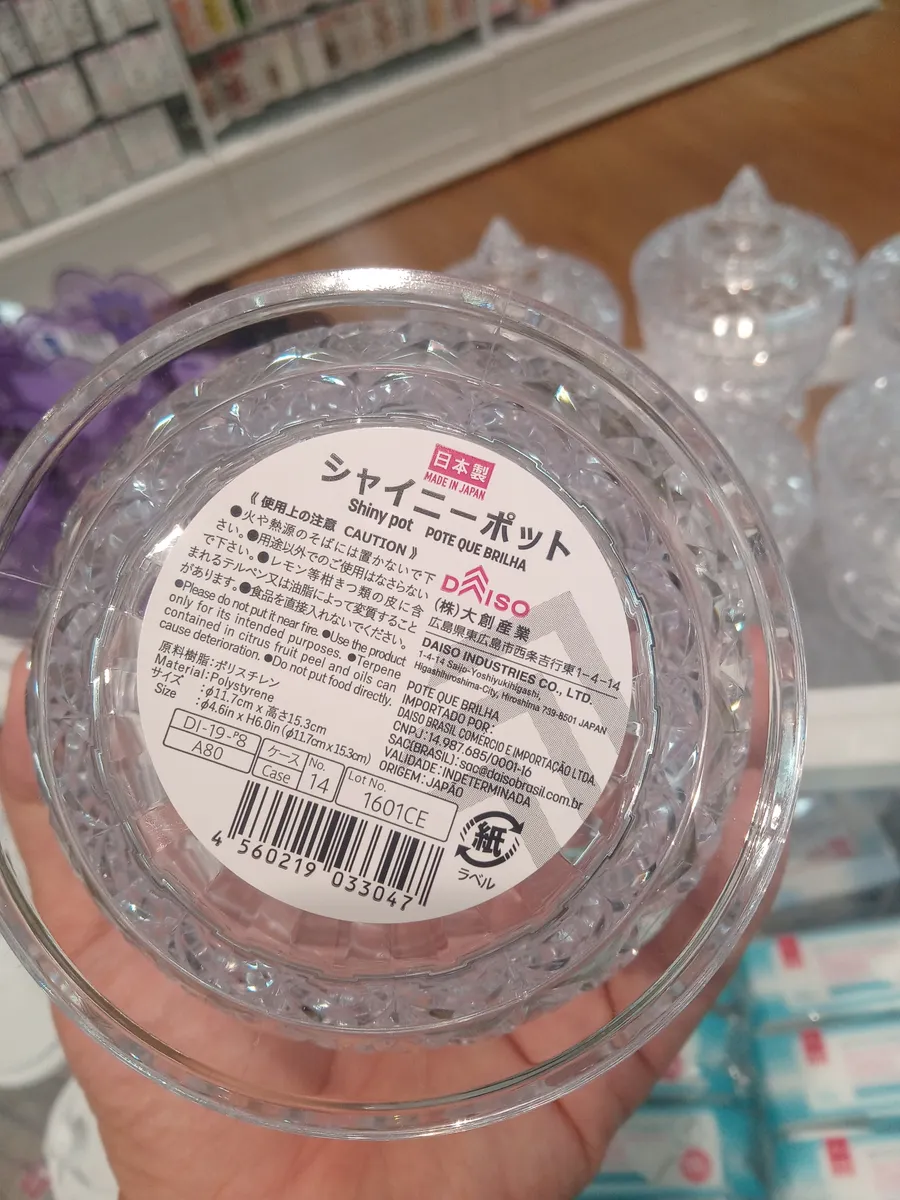 日本製
MADE IN JAPAN
シャイニーポット
Shiny pot POTE QUE BRILHA
《 使用上の注意 CAUTION 》
●火や熱源のそばには置かないで下
さい。●用途以外でのご使用はなさらない
で下さい。●レモン等柑きつ類の皮に含
まれるテルペン又は油脂によって変質すること
があります。●食品を直接入れないでください。
●Please do not put it near fire. ●Use the product
only for its intended purposes. ●Terpene
contained in citrus fruit peel and oils can
cause deterioration. ●Do not put food directly.
原料樹脂:ポリスチレン
Material:Polystyrene
サイズ :φ11.7cm x 高さ15.3cm
Size :φ4.6in x H6.0in (φ11.7cm x 15.3cm)
DI-19-P8
A80
ケース
Case
No.
14
Lot No.
1601CE
4 560219 033047
DAISO
(株)大創産業
広島県東広島市西条吉行東1-4-14
DAISO INDUSTRIES CO., LTD.
1-4-14 Saijo-Yoshiyukihigashi,
Higashihiroshima-City, Hiroshima 739-8501 JAPAN
POTE QUE BRILHA
IMPORTADO POR:
DAISO BRASIL COMERCIO E IMPORTAÇÃO LTDA.
CNPJ:14.987.685/0001-16
SAC(BRASIL): sac@daisobrasil.com.br
VALIDADE:INDETERMINADA
ORIGEM:JAPÃO
紙
ラベル